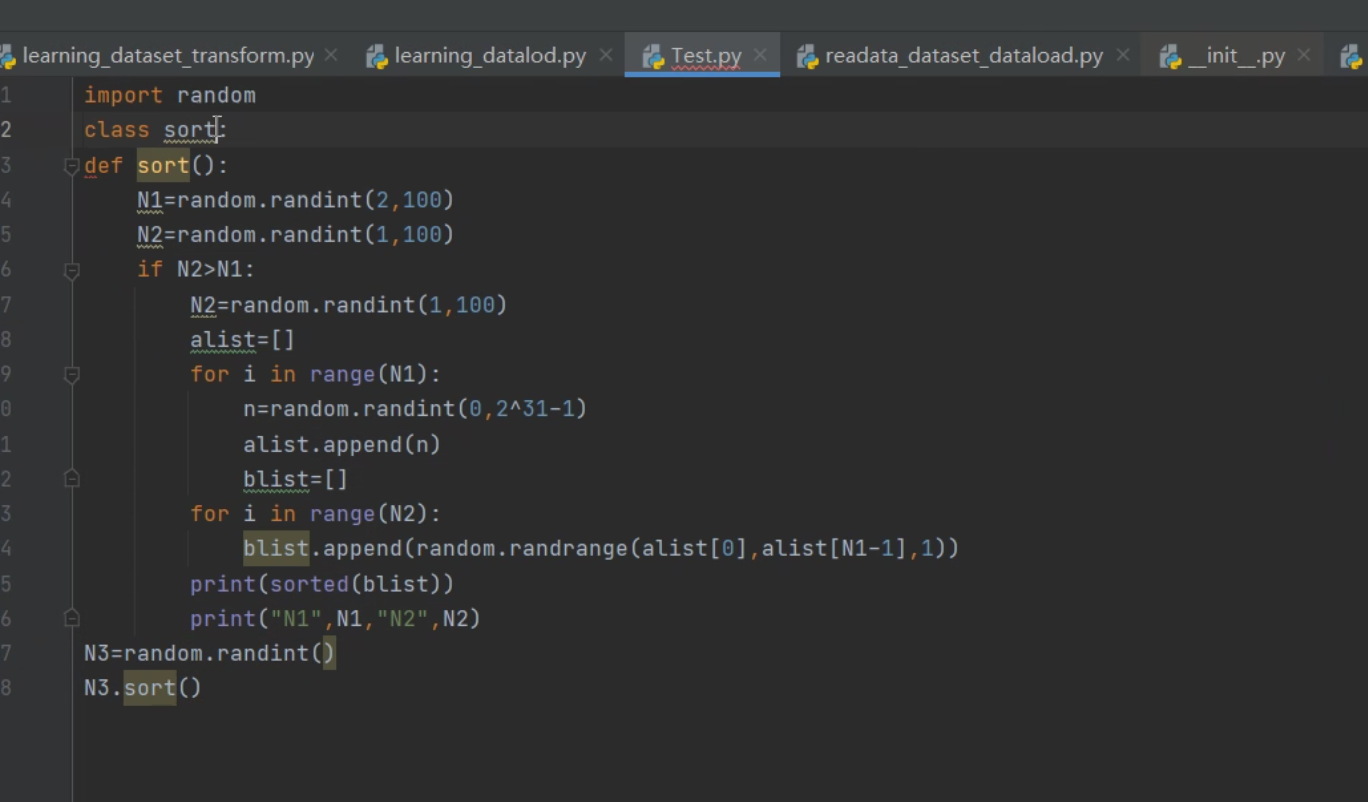 learning_dataset_transform.py learning_datalod.py Test.py readata_dataset_dataload.py __init__.py
1 import random
2 class sort:
3 def sort():
4     N1=random.randint(2,100)
5     N2=random.randint(1,100)
6     if N2>N1:
7         N2=random.randint(1,100)
8         alist=[]
9         for i in range(N1):
0             n=random.randint(0,2^31-1)
1             alist.append(n)
2             blist=[]
3         for i in range(N2):
4             blist.append(random.randrange(alist[0],alist[N1-1],1))
5         print(sorted(blist))
6         print("N1",N1,"N2",N2)
7 N3=random.randint()
8 N3.sort()